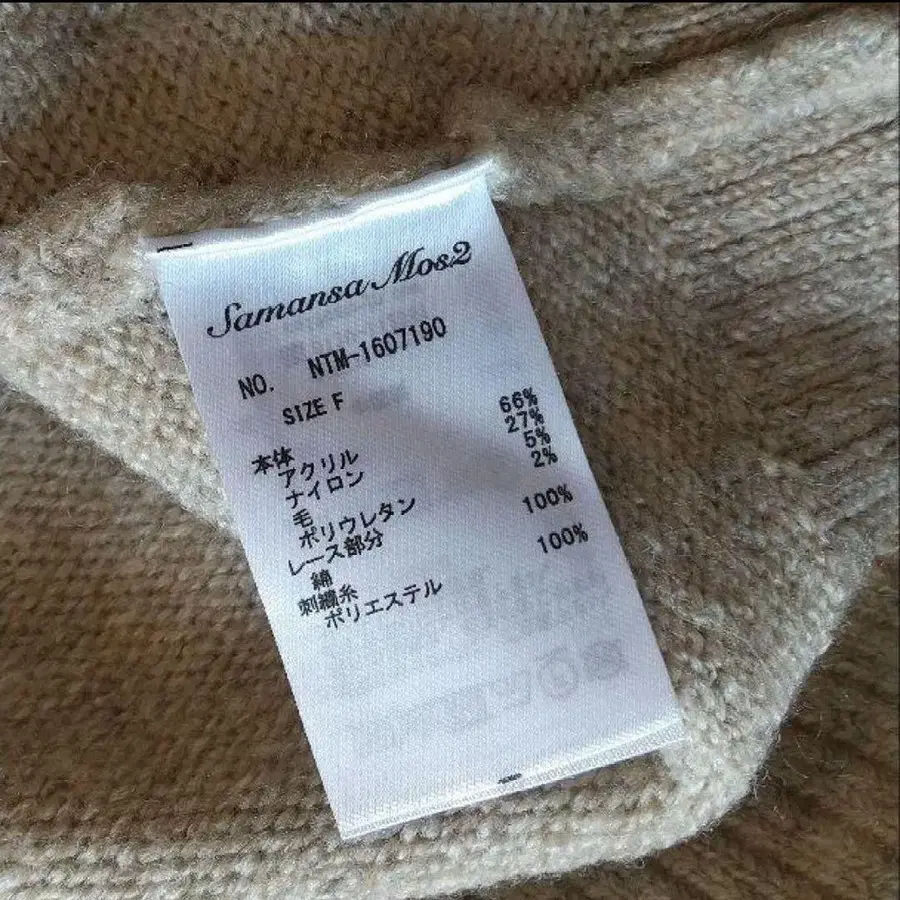 Samansa Mos2
NO. NTM-1607190
SIZE F
本体
アクリル 66%
ナイロン 27%
毛 5%
ポリウレタン 2%
レース部分
綿 100%
刺繍糸
ポリエステル 100%